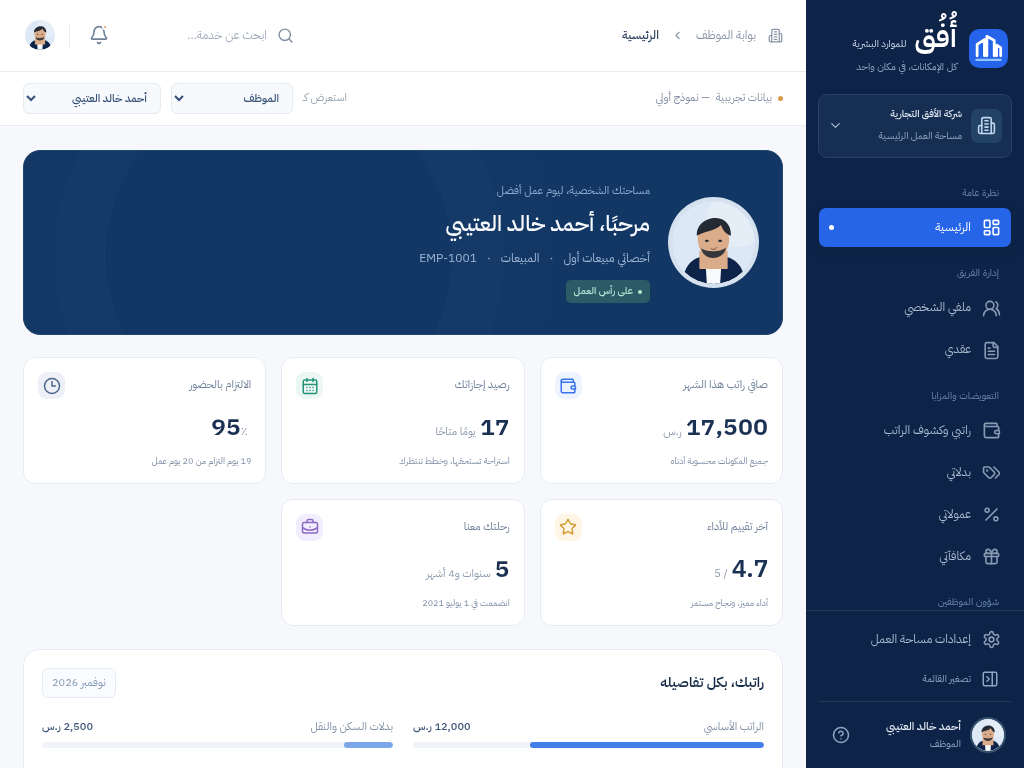 أُفُق للموارد البشرية
كل الإمكانات، في مكان واحد
شركة الأفق التجارية
مساحة العمل الرئيسية
نظرة عامة
الرئيسية
إدارة الفريق
ملفي الشخصي
عقدي
التعويضات والمزايا
راتبي وكشوف الراتب
بدلاتي
عمولاتي
مكافآتي
شؤون الموظفين
إعدادات مساحة العمل
تصغير القائمة
أحمد خالد العتيبي
الموظف
بوابة الموظف
الرئيسية
ابحث عن خدمة...
بيانات تجريبية — نموذج أولي
استعرض كـ
الموظف
أحمد خالد العتيبي
مساحتك الشخصية، ليوم عمل أفضل
مرحبًا، أحمد خالد العتيبي
أخصائي مبيعات أول · المبيعات · EMP-1001
على رأس العمل
صافي راتب هذا الشهر
17,500 ر.س
جميع المكونات محسوبة أدناه
رصيد إجازاتك
17 يومًا متاحًا
استراحة تستحقها، وخطط تنتظرك
الالتزام بالحضور
95٪
19 يوم التزام من 20 يوم عمل
آخر تقييم للأداء
4.7 / 5
أداء مميز، ونجاح مستمر
رحلتك معنا
5 سنوات و4 أشهر
انضممت في 1 يوليو 2021
راتبك، بكل تفاصيله
نوفمبر 2026
الراتب الأساسي
12,000 ر.س
بدلات السكن والنقل
2,500 ر.س